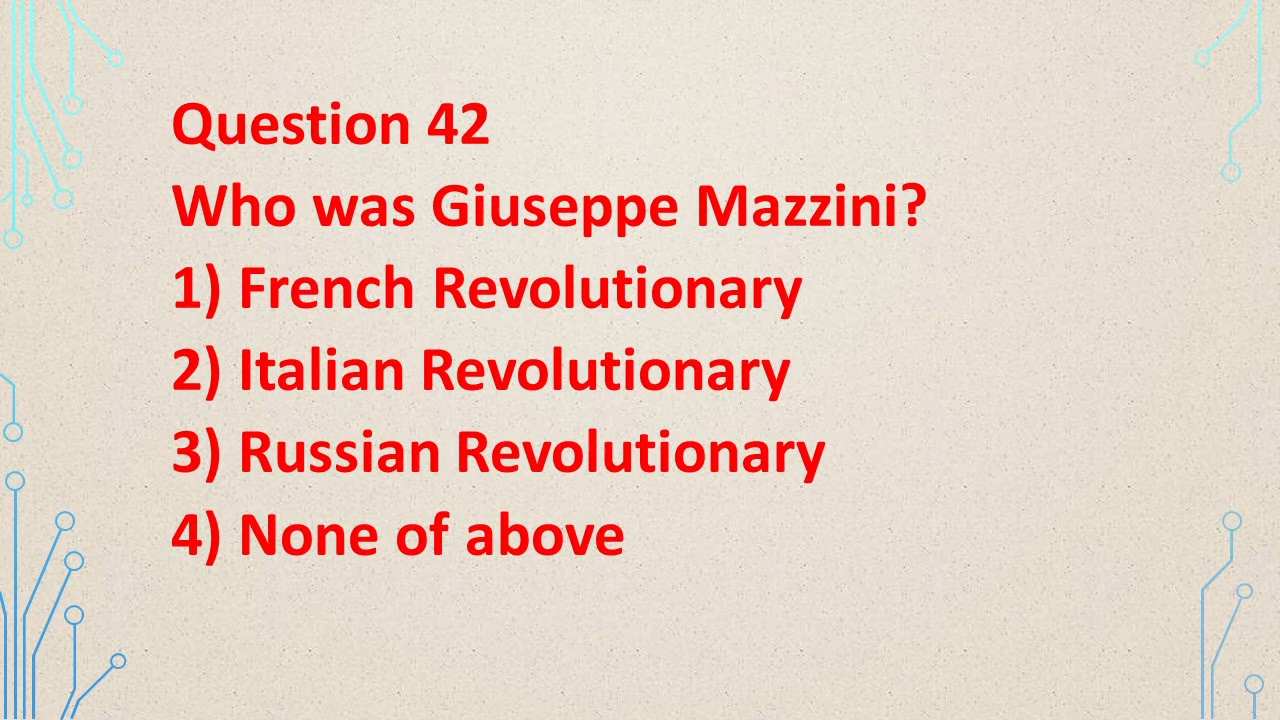 Question 42
Who was Giuseppe Mazzini?
1) French Revolutionary
2) Italian Revolutionary
3) Russian Revolutionary
4) None of above